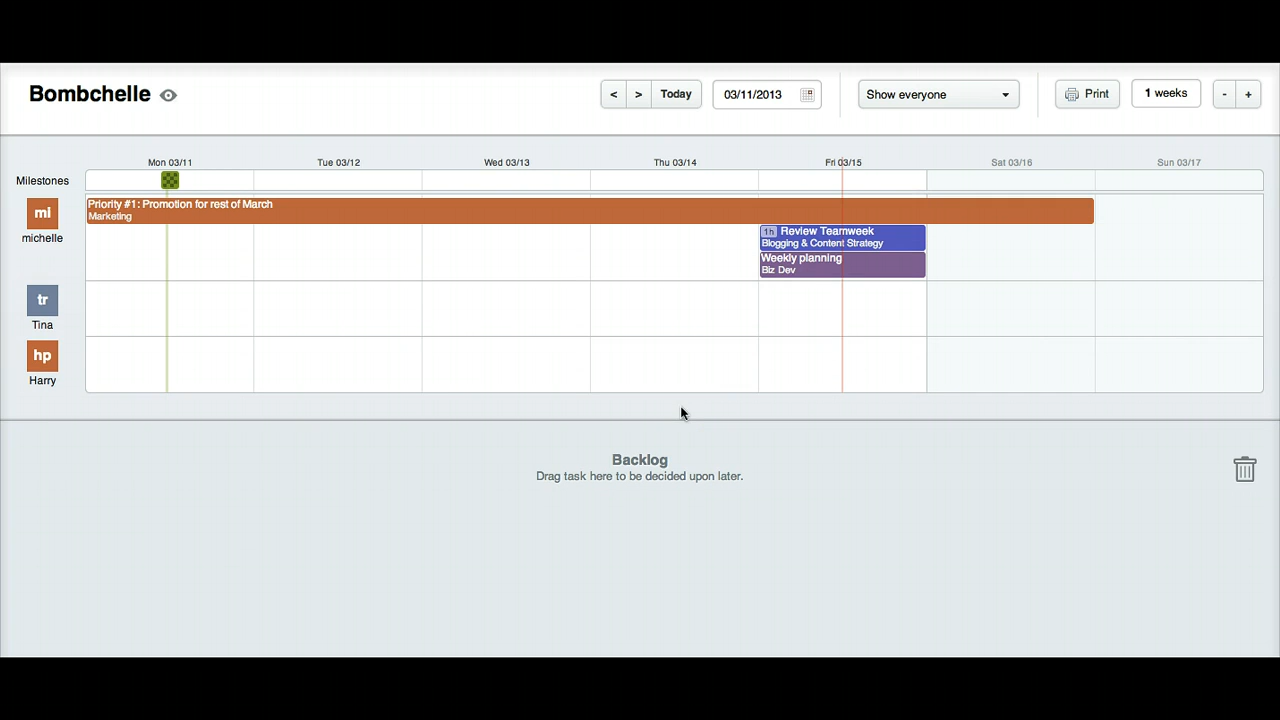 Bombchelle
< > Today
03/11/2013
Show everyone
Print
1 weeks
- +
Mon 03/11
Tue 03/12
Wed 03/13
Thu 03/14
Fri 03/15
Sat 03/16
Sun 03/17
Milestones
mi
michelle
Priority #1: Promotion for rest of March
Marketing
1h Review Teamweek
Blogging & Content Strategy
Weekly planning
Biz Dev
tr
Tina
hp
Harry
Backlog
Drag task here to be decided upon later.